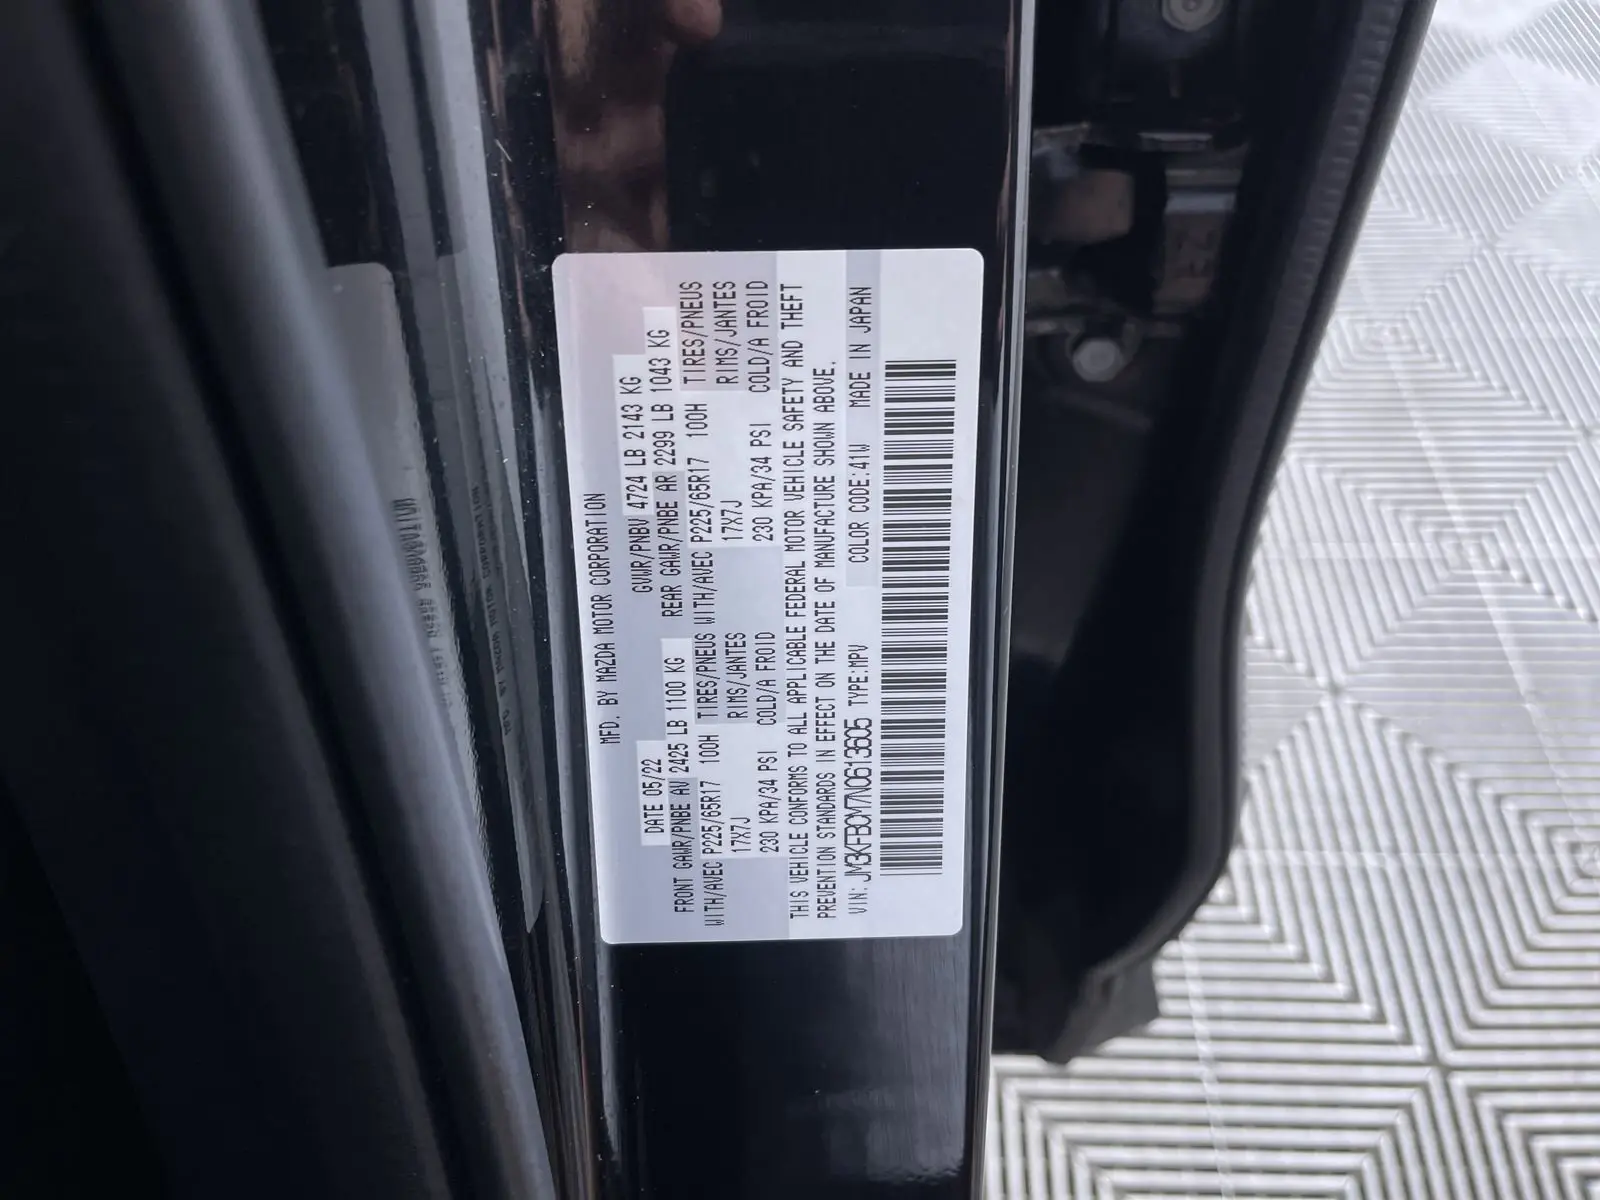 MFD. BY MAZDA MOTOR CORPORATION
DATE 05/22 GVWR/PNBV 4724 LB 2143 KG
FRONT GAWR/PNBE AV 2425 LB 1100 KG REAR GAWR/PNBE AR 2299 LB 1043 KG
WITH/AVEC P225/65R17 100H TIRES/PNEUS WITH/AVEC P225/65R17 100H TIRES/PNEUS
17X7J RIMS/JANTES 17X7J RIMS/JANTES
230 KPA/34 PSI COLD/A FROID 230 KPA/34 PSI COLD/A FROID
THIS VEHICLE CONFORMS TO ALL APPLICABLE FEDERAL MOTOR VEHICLE SAFETY AND THEFT
PREVENTION STANDARDS IN EFFECT ON THE DATE OF MANUFACTURE SHOWN ABOVE.
VIN: JM3KFBCM7N0613605 TYPE:MPV COLOR CODE:41W MADE IN JAPAN